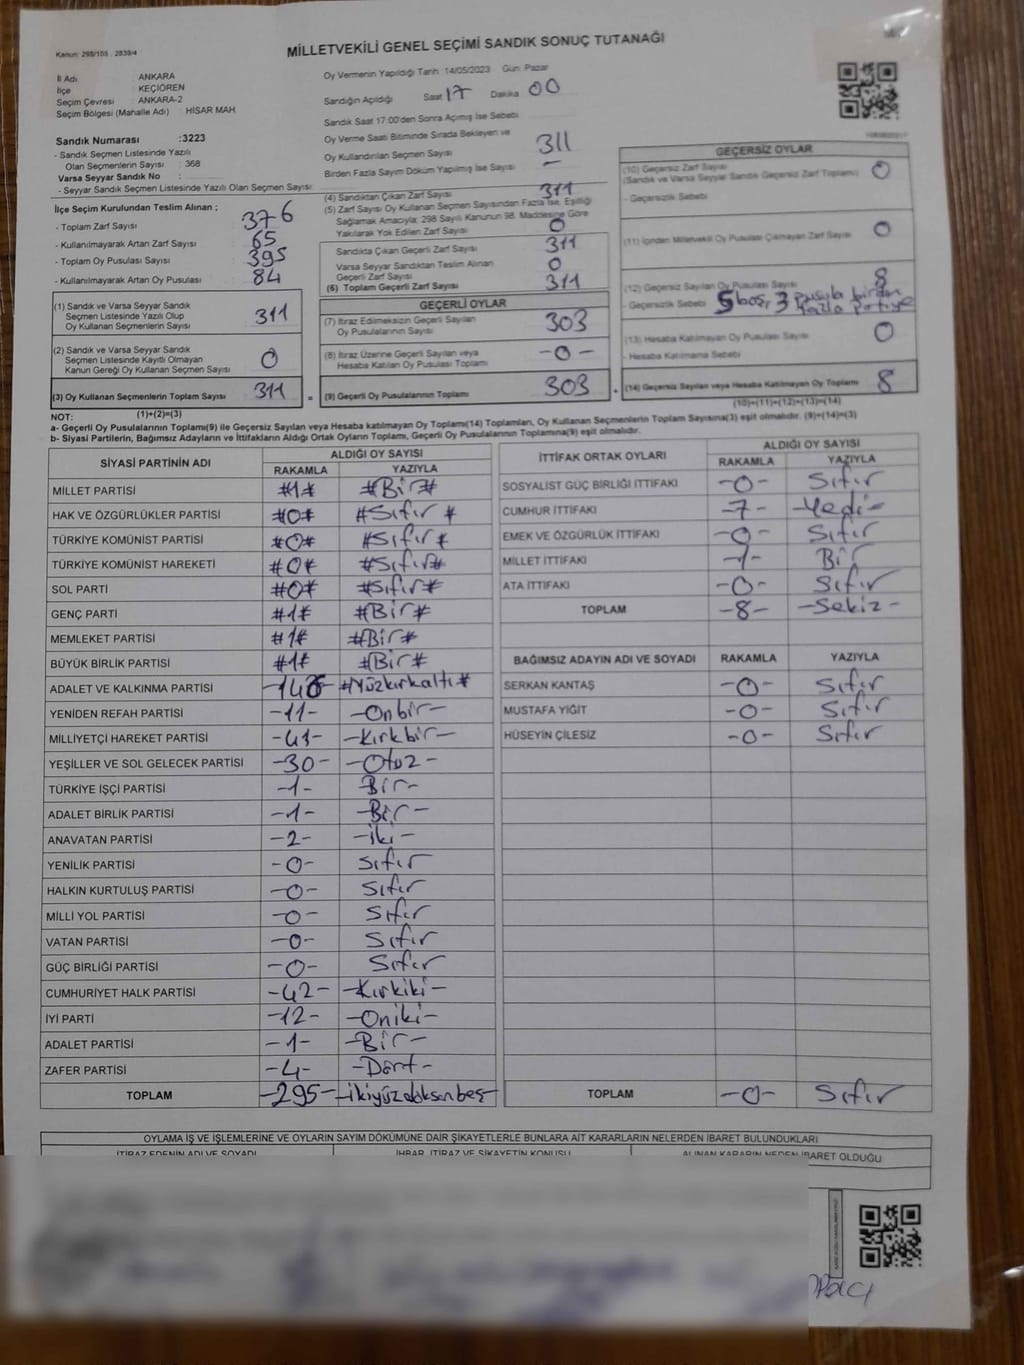 Kanun: 298/105 . 2839/4
MİLLETVEKİLİ GENEL SEÇİMİ SANDIK SONUÇ TUTANAĞI
İl Adı ANKARA
İlçe KEÇİÖREN
Seçim Çevresi ANKARA-2
Seçim Bölgesi (Mahalle Adı) HİSAR MAH.
Oy Vermenin Yapıldığı Tarih 14/05/2023 Gün Pazar
Sandığın Açıldığı Saat 17 Dakika 00
Sandık Saat 17:00'den Sonra Açımış İse Sebebi
Sandık Numarası :3223
- Sandık Seçmen Listesinde Yazılı
Olan Seçmenlerin Sayısı : 368
Varsa Seyyar Sandık No :
- Seyyar Sandık Seçmen Listesinde Yazılı Olan Seçmen Sayısı:
Oy Verme Saati Bitiminde Sırada Bekleyen ve
Oy Kullandırılan Seçmen Sayısı 311
Birden Fazla Sayım Döküm Yapılmış İse Sayısı –
İlçe Seçim Kurulundan Teslim Alınan ;
- Toplam Zarf Sayısı 376
- Kullanılmayarak Artan Zarf Sayısı 65
- Toplam Oy Pusulası 395
- Kullanılmayarak Artan Oy Pusulası 84
(4) Sandıktan Çıkan Zarf Sayısı 311
(5) Zarf Sayısı Oy Kullanan Seçmen Sayısından Fazla İse, Eşitliği
Sağlamak Amacıyla; 298 Sayılı Kanunun 98. Maddesine Göre
Yakılarak Yok Edilen Zarf Sayısı 0
Sandıkta Çıkan Geçerli Zarf Sayısı 311
Varsa Seyyar Sandıktan Teslim Alınan
Geçerli Zarf Sayısı 0
(6) Toplam Geçerli Zarf Sayısı 311
GEÇERSİZ OYLAR
(10) Geçersiz Zarf Sayısı 0
(Sandık ve Varsa Seyyar Sandık Geçersiz Zarf Toplamı)
- Geçersizlik Sebebi
(11) İçinden Milletvekili Oy Pusulası Çıkmayan Zarf Sayısı 0
(12) Geçersiz Sayılan Oy Pusulası Sayısı 8
- Geçersizlik Sebebi 5 boş, 3 pusula birden
fazla partiye
(13) Hesaba Katılmayan Oy Pusula Sayısı 0
- Hesaba Katılmama Sebebi
(14) Geçersiz Sayılan veya Hesaba Katılmayan Oy Toplamı 8
(10)+(11)+(12)+(13)=(14)
(1) Sandık ve Varsa Seyyar Sandık
Seçmen Listesinde Yazılı Olup
Oy Kullanan Seçmenlerin Sayısı 311
(2) Sandık ve Varsa Seyyar Sandık
Seçmen Listesinde Kayıtlı Olmayan
Kanun Gereği Oy Kullanan Seçmen Sayısı 0
(3) Oy Kullanan Seçmenlerin Toplam Sayısı 311
(1)+(2)=(3)
GEÇERLİ OYLAR
(7) İtiraz Edilmeksizin Geçerli Sayılan
Oy Pusulalarının Sayısı 303
(8) İtiraz Üzerine Geçerli Sayılan veya
Hesaba Katılan Oy Pusulası Toplamı -0-
(9) Geçerli Oy Pusulalarının Toplamı 303
NOT:
a- Geçerli Oy Pusulalarının Toplamı(9) ile Geçersiz Sayılan veya Hesaba katılmayan Oy Toplamı(14) Toplamları, Oy Kullanan Seçmenlerin Toplam Sayısına(3) eşit olmalıdır. (9)+(14)=(3)
b- Siyasi Partilerin, Bağımsız Adayların ve İttifakların Aldığı Ortak Oyların Toplamı, Geçerli Oy Pusulalarının Toplamına(9) eşit olmalıdır.
SİYASİ PARTİNİN ADI ALDIĞI OY SAYISI
RAKAMLA YAZIYLA
MİLLET PARTİSİ #1# #Bir#
HAK VE ÖZGÜRLÜKLER PARTİSİ #0# #Sıfır#
TÜRKİYE KOMÜNİST PARTİSİ #0# #Sıfır#
TÜRKİYE KOMÜNİST HAREKETİ #0# #Sıfır#
SOL PARTİ #0# #Sıfır#
GENÇ PARTİ #1# #Bir#
MEMLEKET PARTİSİ #1# #Bir#
BÜYÜK BİRLİK PARTİSİ #1# #Bir#
ADALET VE KALKINMA PARTİSİ -146- #Yüzkırkaltı#
YENİDEN REFAH PARTİSİ -11- -Onbir-
MİLLİYETÇİ HAREKET PARTİSİ -41- -Kırkbir-
YEŞİLLER VE SOL GELECEK PARTİSİ -30- -Otuz-
TÜRKİYE İŞÇİ PARTİSİ -1- -Bir-
ADALET BİRLİK PARTİSİ -1- -Bir-
ANAVATAN PARTİSİ -2- -iki-
YENİLİK PARTİSİ -0- Sıfır
HALKIN KURTULUŞ PARTİSİ -0- Sıfır
MİLLİ YOL PARTİSİ -0- Sıfır
VATAN PARTİSİ -0- Sıfır
GÜÇ BİRLİĞİ PARTİSİ -0- Sıfır
CUMHURİYET HALK PARTİSİ -42- -Kırkiki-
İYİ PARTİ -12- -Oniki-
ADALET PARTİSİ -1- -Bir-
ZAFER PARTİSİ -4- -Dört-
TOPLAM -295- -ikiyüzdoksanbeş-
İTTİFAK ORTAK OYLARI ALDIĞI OY SAYISI
RAKAMLA YAZIYLA
SOSYALİST GÜÇ BİRLİĞİ İTTİFAKI -0- Sıfır
CUMHUR İTTİFAKI -7- -Yedi-
EMEK VE ÖZGÜRLÜK İTTİFAKI -0- Sıfır
MİLLET İTTİFAKI -1- Bir
ATA İTTİFAKI -0- Sıfır
TOPLAM -8- -Sekiz-
BAĞIMSIZ ADAYIN ADI VE SOYADI RAKAMLA YAZIYLA
SERKAN KANTAŞ -0- Sıfır
MUSTAFA YİĞİT -0- Sıfır
HÜSEYİN ÇİLESİZ -0- Sıfır
TOPLAM -0- Sıfır
OYLAMA İŞ VE İŞLEMLERİNE VE OYLARIN SAYIM DÖKÜMÜNE DAİR ŞİKAYETLERLE BUNLARA AİT KARARLARIN NELERDEN İBARET BULUNDUKLARI
İTİRAZ EDENİN ADI VE SOYADI İHBAR, İTİRAZ VE ŞİKAYETİN KONUSU ALINAN KARARIN NEDEN İBARET OLDUĞU